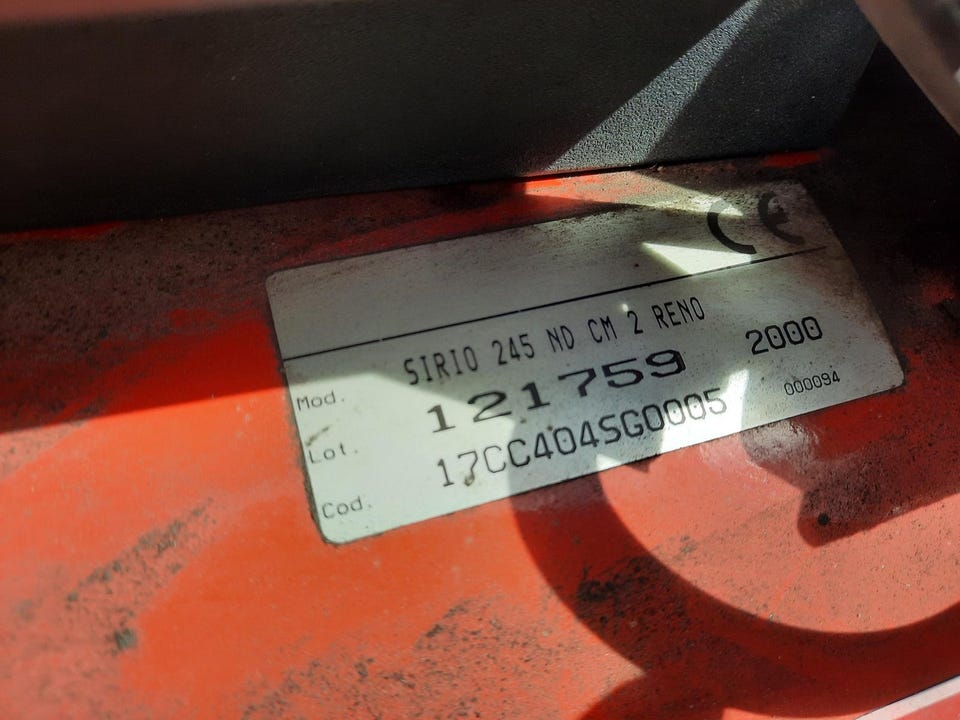 CE
Mod. SIRIO 245 ND CM 2 RENO
Lot. 121759 2000
Cod. 17CC404SG0005 000094